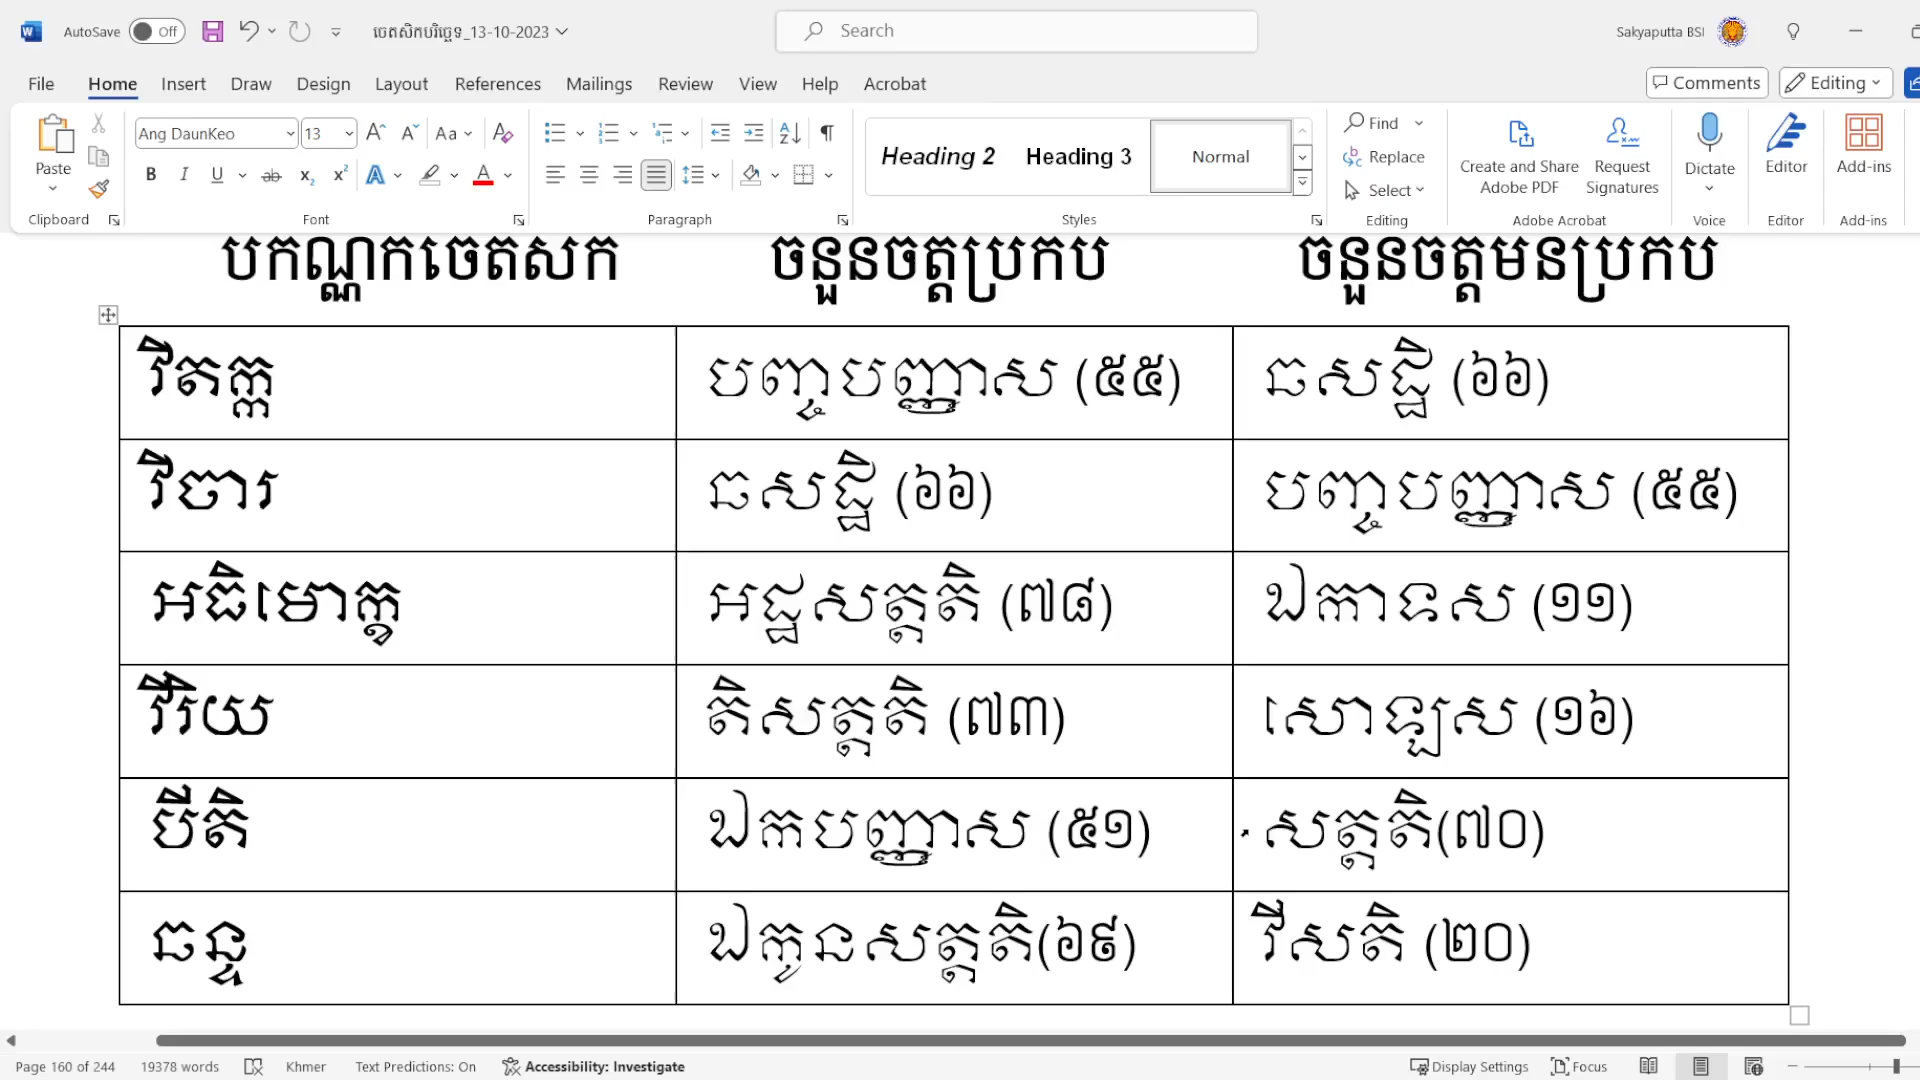 AutoSave Off ចេតសិកបរិច្ឆេទ_13-10-2023 Search Sakyaputta BSI
File Home Insert Draw Design Layout References Mailings Review View Help Acrobat Comments Editing
Paste Ang DaunKeo 13 Heading 2 Heading 3 Normal Find Replace Select Create and Share Adobe PDF Request Signatures Dictate Editor Add-ins
Clipboard Font Paragraph Styles Editing Adobe Acrobat Voice Editor Add-ins
បកិណ្ណកចេតសិក ចំនួនចិត្តប្រកប ចំនួនចិត្តមិនប្រកប
វិតក្ក បញ្ចបញ្ញាស (៥៥) ឆសដ្ឋិ (៦៦)
វិចារ ឆសដ្ឋិ (៦៦) បញ្ចបញ្ញាស (៥៥)
អធិមោក្ខ អដ្ឋសត្តតិ (៧៨) ឯកាទស (១១)
វីរិយ តិសត្តតិ (៧៣) សោឡស (១៦)
បីតិ ឯកបញ្ញាស (៥១) សត្តតិ(៧០)
ឆន្ទ ឯកូនសត្តតិ(៦៩) វីសតិ (២០)
Page 160 of 244 19378 words Khmer Text Predictions: On Accessibility: Investigate Display Settings Focus